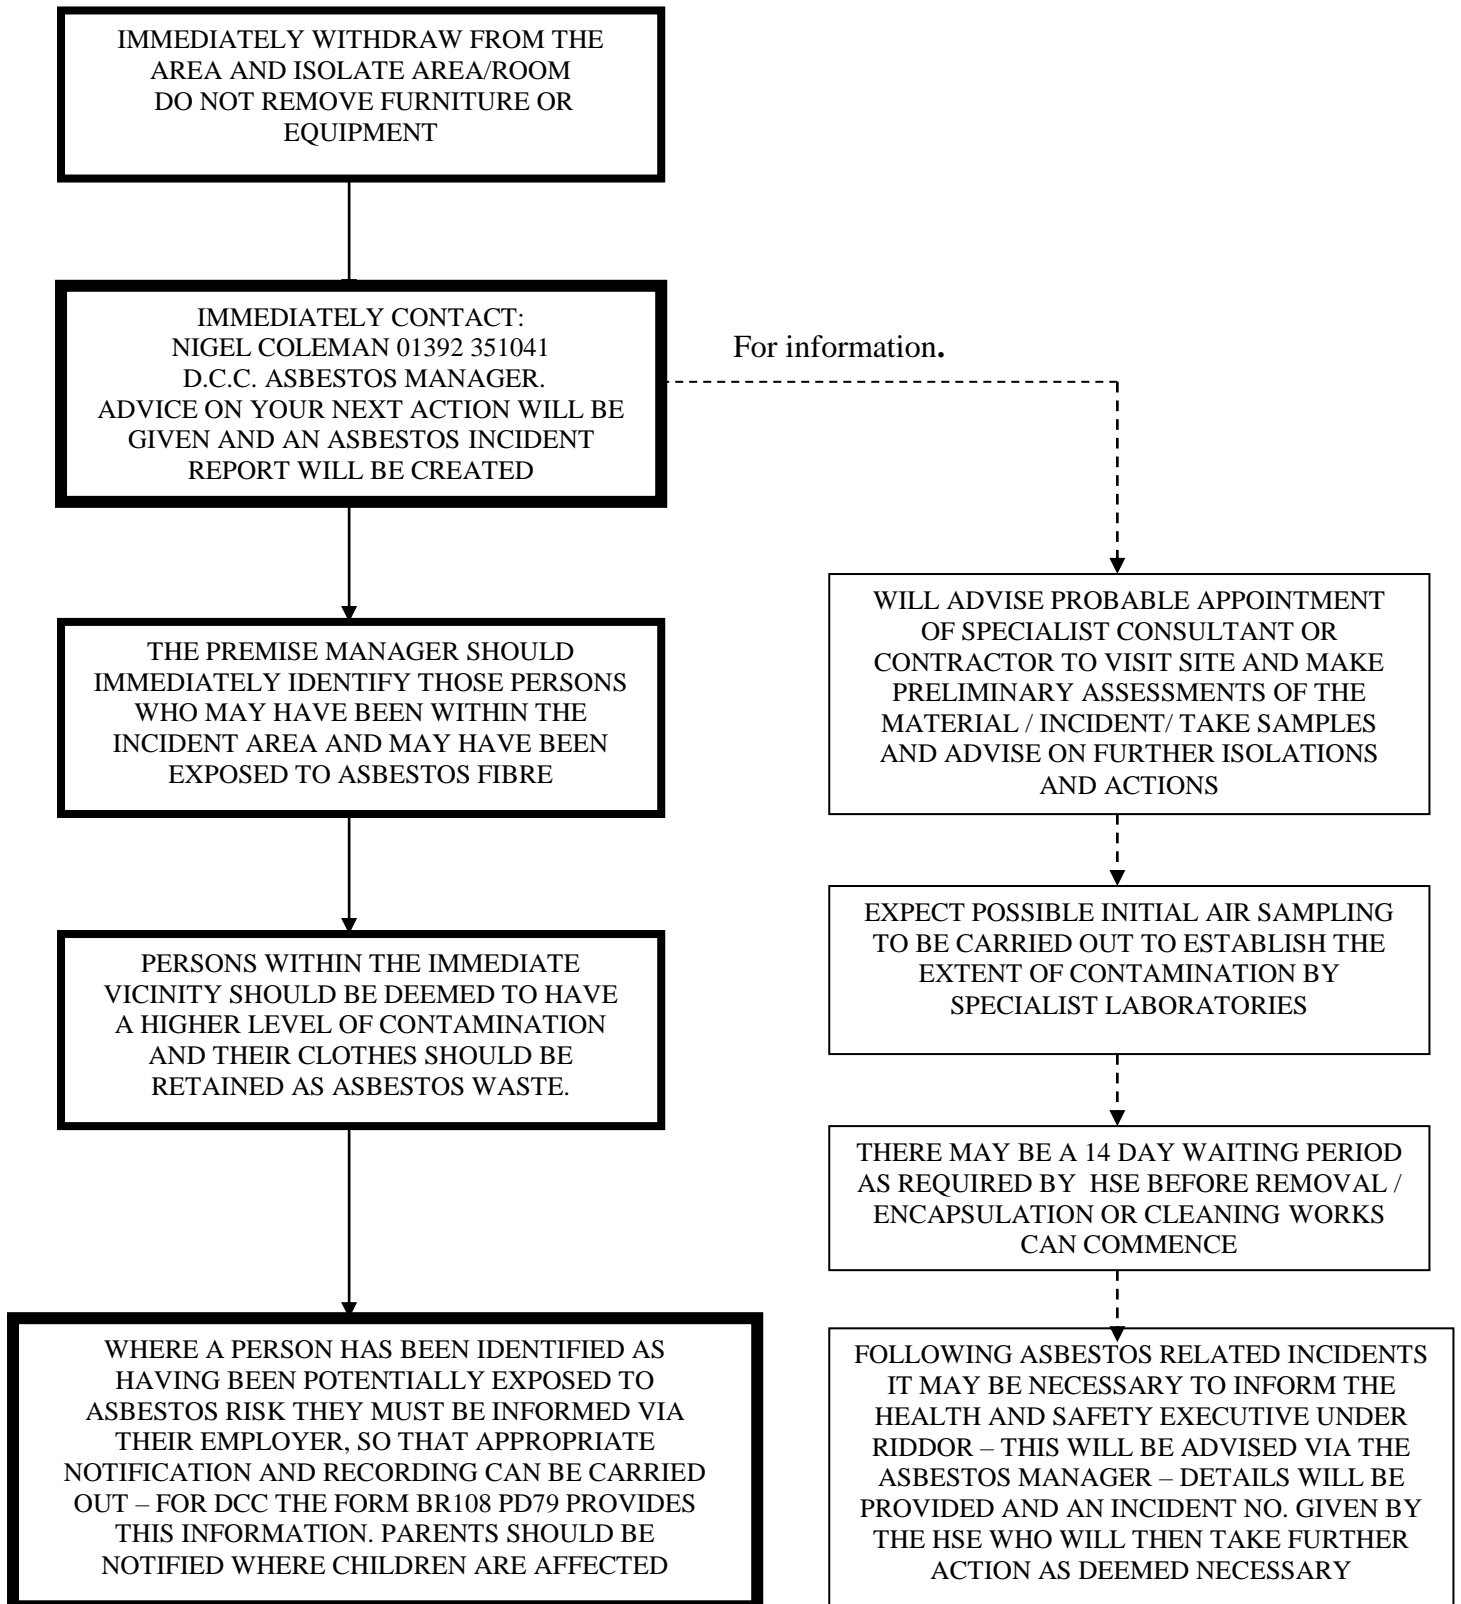 IMMEDIATELY WITHDRAW FROM THE
AREA AND ISOLATE AREA/ROOM
DO NOT REMOVE FURNITURE OR
EQUIPMENT
IMMEDIATELY CONTACT:
NIGEL COLEMAN 01392 351041
D.C.C. ASBESTOS MANAGER.
ADVICE ON YOUR NEXT ACTION WILL BE
GIVEN AND AN ASBESTOS INCIDENT
REPORT WILL BE CREATED
For information.
THE PREMISE MANAGER SHOULD
IMMEDIATELY IDENTIFY THOSE PERSONS
WHO MAY HAVE BEEN WITHIN THE
INCIDENT AREA AND MAY HAVE BEEN
EXPOSED TO ASBESTOS FIBRE
PERSONS WITHIN THE IMMEDIATE
VICINITY SHOULD BE DEEMED TO HAVE
A HIGHER LEVEL OF CONTAMINATION
AND THEIR CLOTHES SHOULD BE
RETAINED AS ASBESTOS WASTE.
WHERE A PERSON HAS BEEN IDENTIFIED AS
HAVING BEEN POTENTIALLY EXPOSED TO
ASBESTOS RISK THEY MUST BE INFORMED VIA
THEIR EMPLOYER, SO THAT APPROPRIATE
NOTIFICATION AND RECORDING CAN BE CARRIED
OUT – FOR DCC THE FORM BR108 PD79 PROVIDES
THIS INFORMATION. PARENTS SHOULD BE
NOTIFIED WHERE CHILDREN ARE AFFECTED
WILL ADVISE PROBABLE APPOINTMENT
OF SPECIALIST CONSULTANT OR
CONTRACTOR TO VISIT SITE AND MAKE
PRELIMINARY ASSESSMENTS OF THE
MATERIAL / INCIDENT/ TAKE SAMPLES
AND ADVISE ON FURTHER ISOLATIONS
AND ACTIONS
EXPECT POSSIBLE INITIAL AIR SAMPLING
TO BE CARRIED OUT TO ESTABLISH THE
EXTENT OF CONTAMINATION BY
SPECIALIST LABORATORIES
THERE MAY BE A 14 DAY WAITING PERIOD
AS REQUIRED BY HSE BEFORE REMOVAL /
ENCAPSULATION OR CLEANING WORKS
CAN COMMENCE
FOLLOWING ASBESTOS RELATED INCIDENTS
IT MAY BE NECESSARY TO INFORM THE
HEALTH AND SAFETY EXECUTIVE UNDER
RIDDOR – THIS WILL BE ADVISED VIA THE
ASBESTOS MANAGER – DETAILS WILL BE
PROVIDED AND AN INCIDENT NO. GIVEN BY
THE HSE WHO WILL THEN TAKE FURTHER
ACTION AS DEEMED NECESSARY